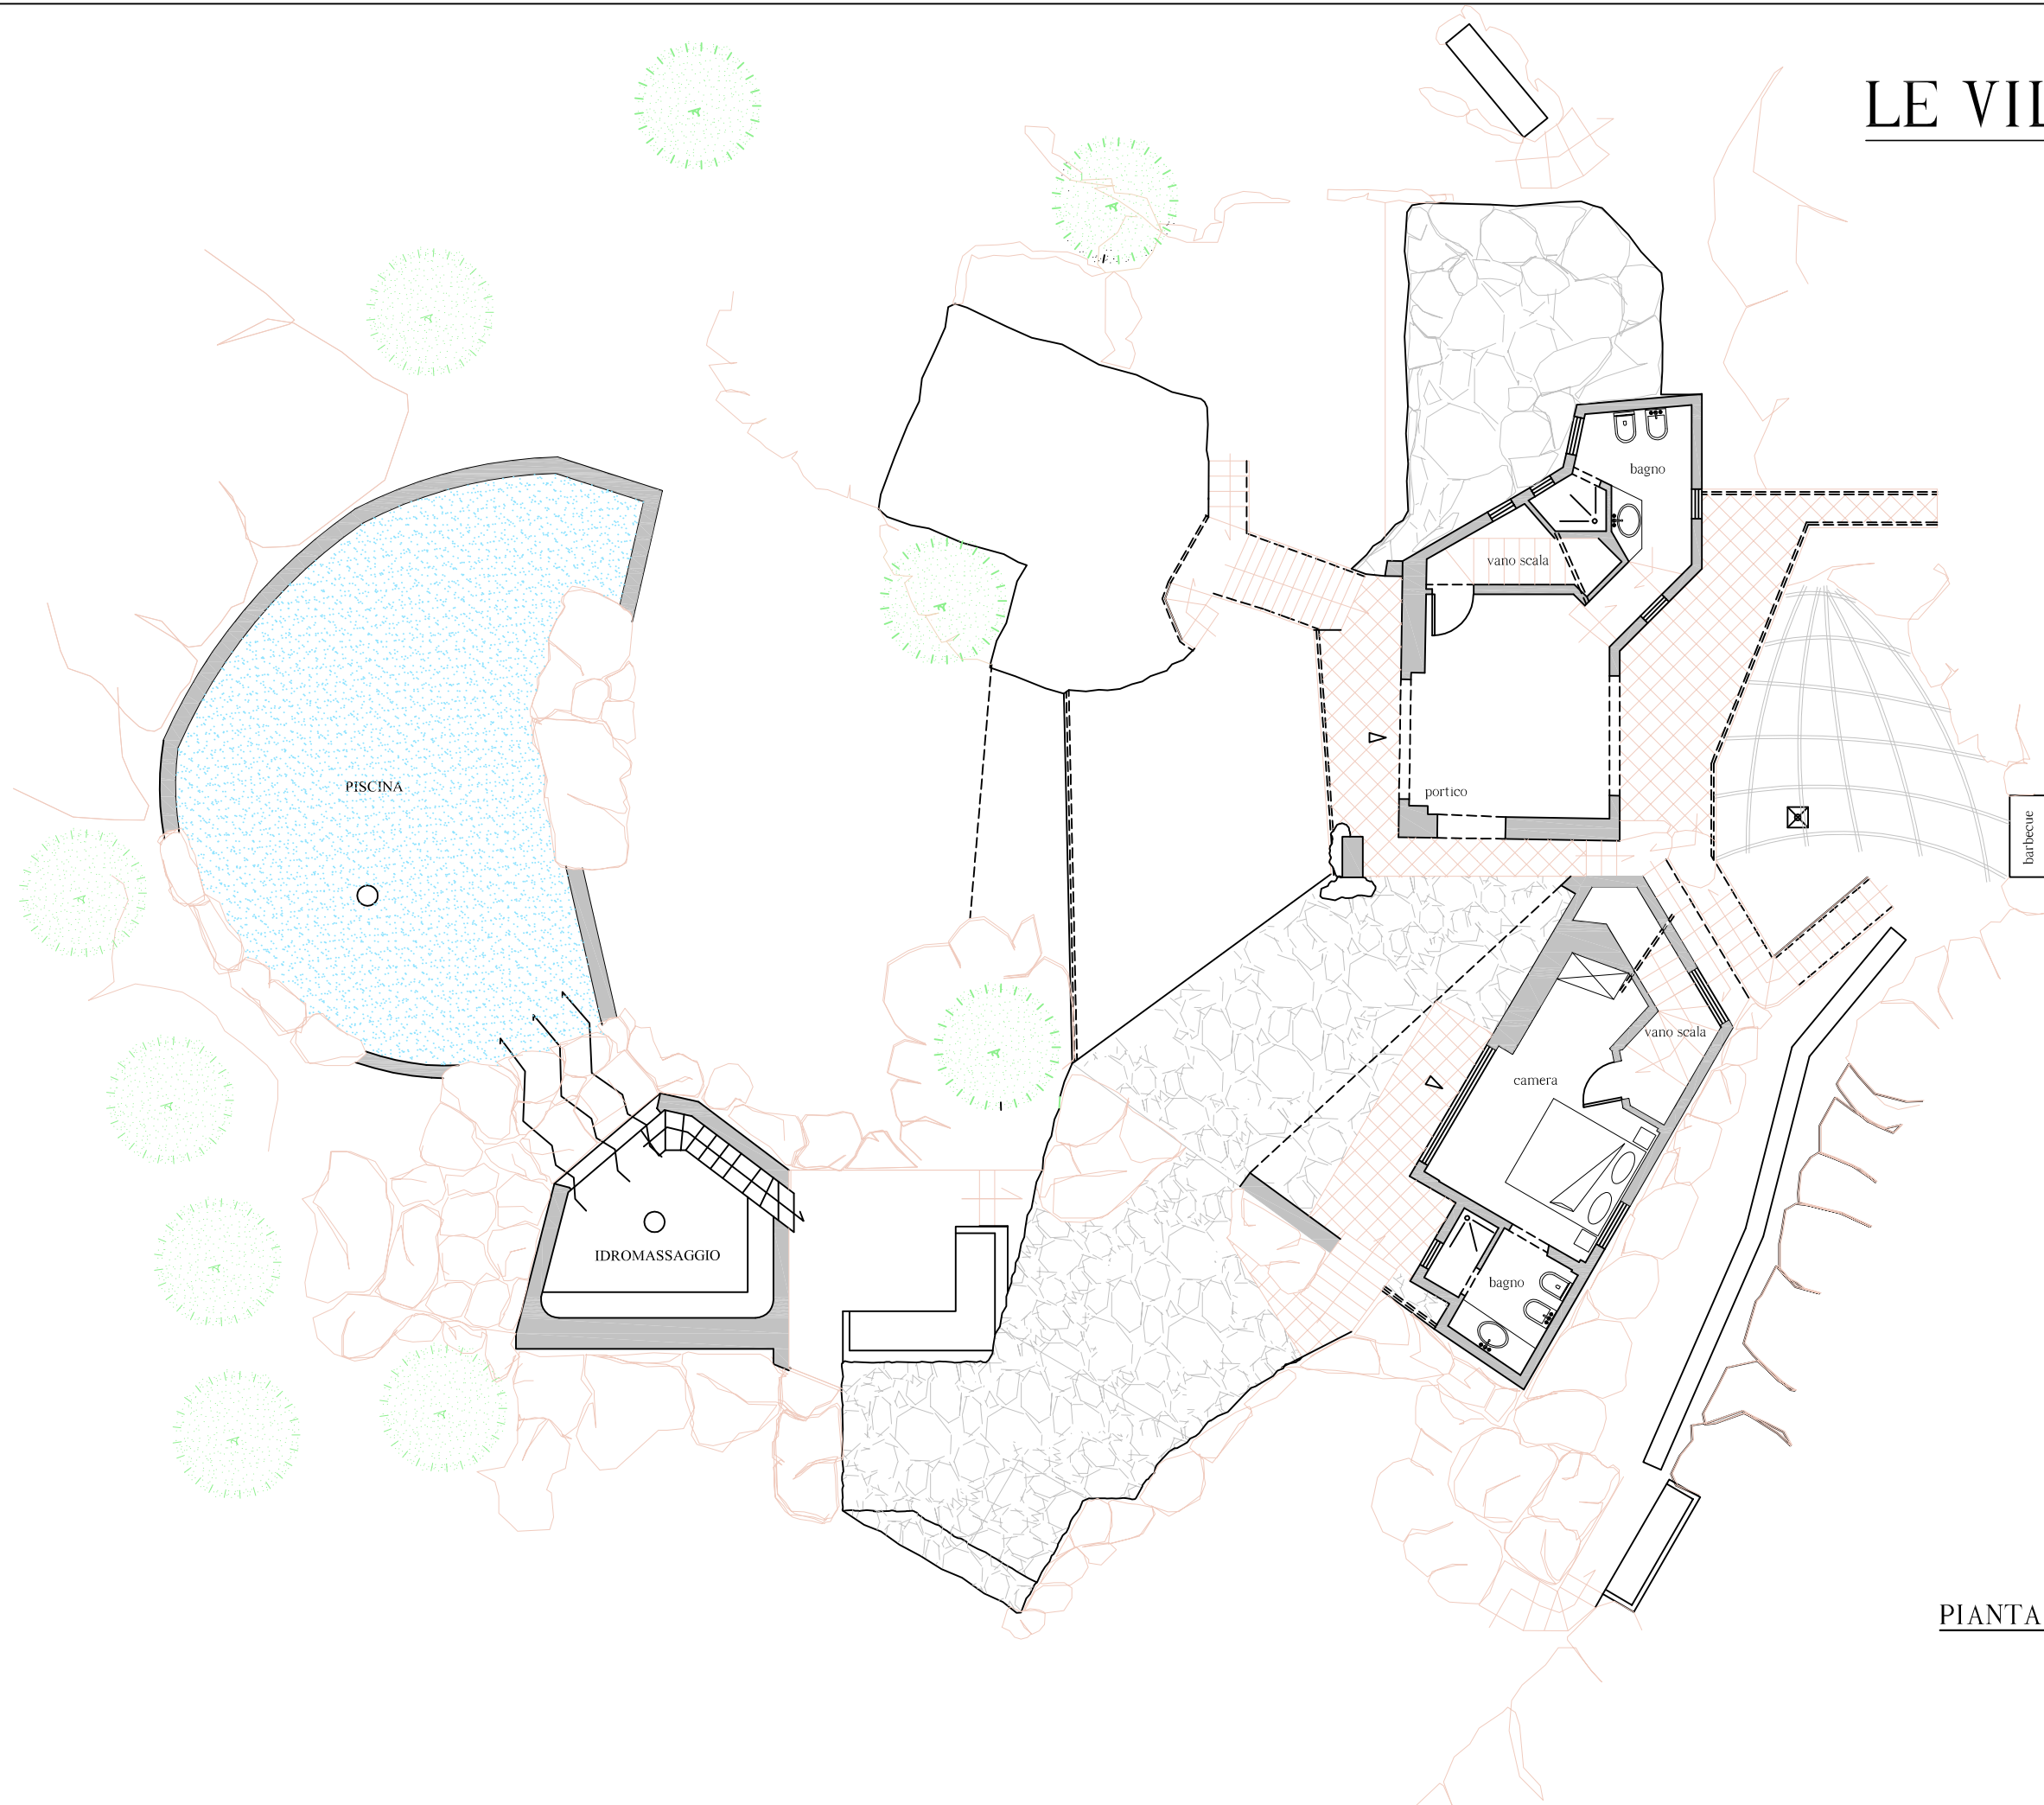 LE VIL
bagno
vano scala
PISCINA
portico
barbecue
vano scala
camera
IDROMASSAGGIO
bagno
PIANTA